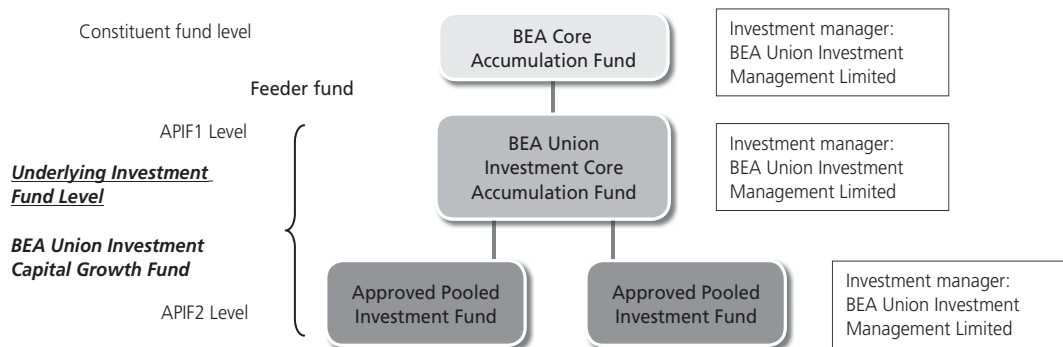 Constituent fund level
BEA Core
Accumulation Fund
Investment manager:
BEA Union Investment
Management Limited
Feeder fund
APIF1 Level
BEA Union
Investment Core
Accumulation Fund
Investment manager:
BEA Union Investment
Management Limited
Underlying Investment
Fund Level
BEA Union Investment
Capital Growth Fund
APIF2 Level
Approved Pooled
Investment Fund
Approved Pooled
Investment Fund
Investment manager:
BEA Union Investment
Management Limited